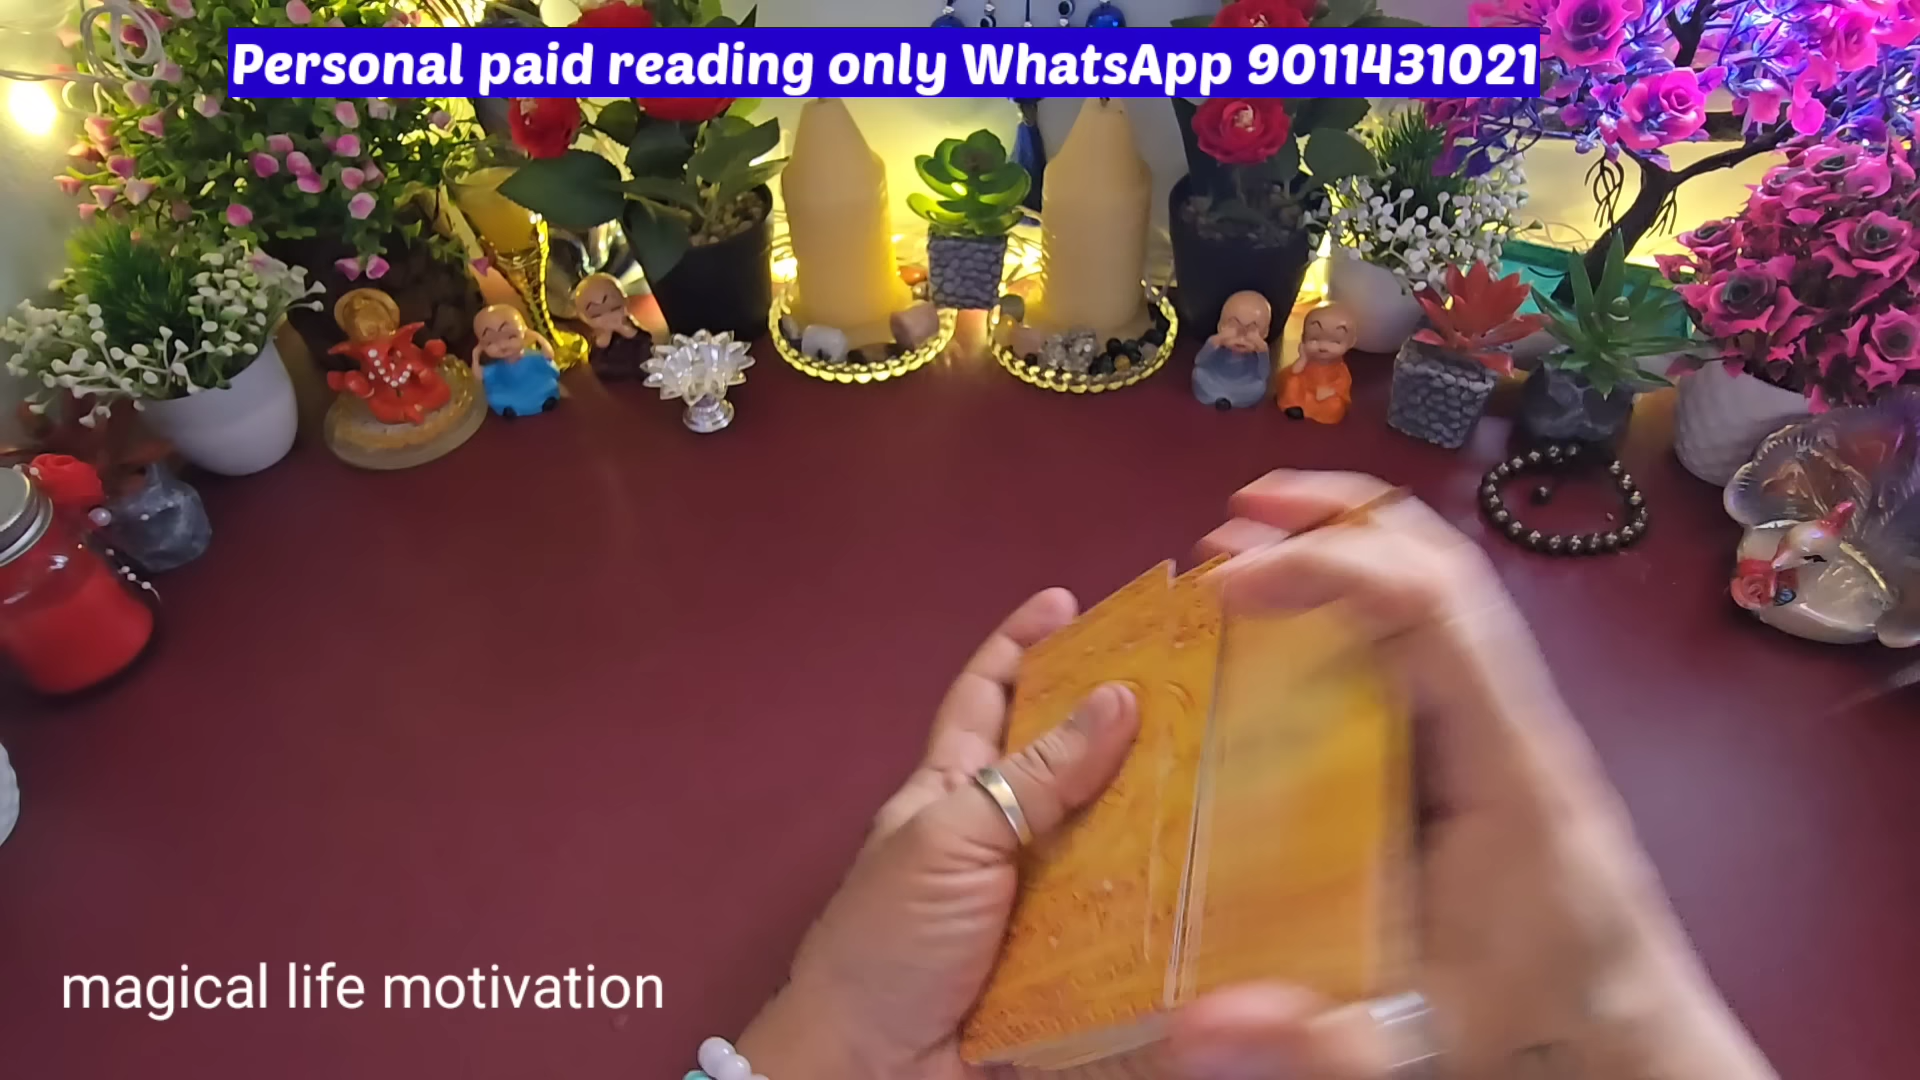 Personal paid reading only WhatsApp 9011431021
magical life motivation